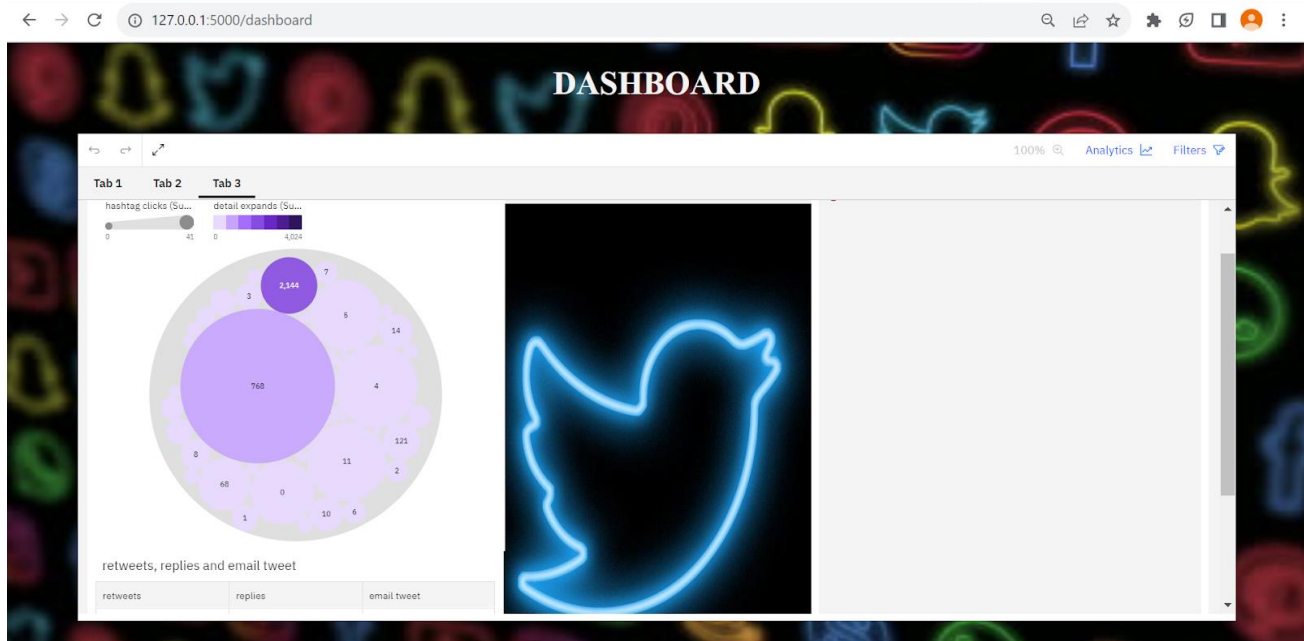 127.0.0.1:5000/dashboard
DASHBOARD
100% Analytics Filters
Tab 1 Tab 2 Tab 3
hashtag clicks (Su... detail expands (Su...
0 41 0 4,024
7
2,144
3
5
14
768
4
121
8
11
2
68
0
10 6
1
retweets, replies and email tweet
retweets replies email tweet